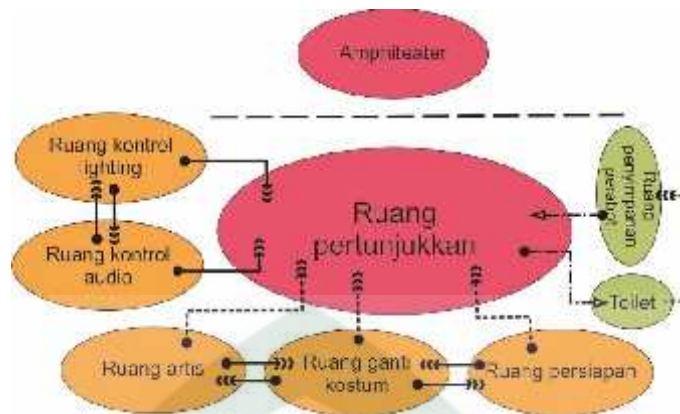 Amphiteater
Ruang kontrol
lighting
Ruang
pertunjukkan
Ruang
penyimpanan
perabot
Ruang kontrol
audio
Toilet
Ruang artis
Ruang ganti
kostum
Ruang persiapan